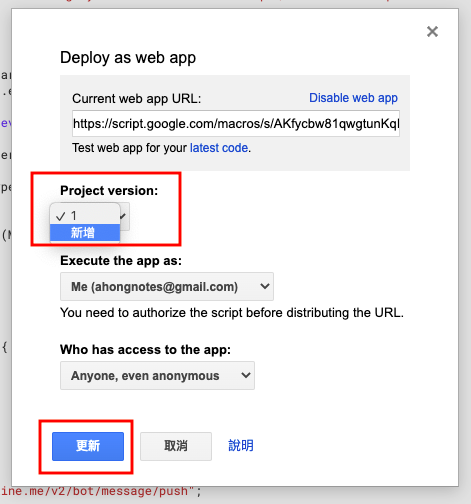 Deploy as web app
Current web app URL:
Disable web app
https://script.google.com/macros/s/AKfycbw81qwgtunKqI
Test web app for your latest code.
Project version:
✓ 1
新增
Execute the app as:
Me (ahongnotes@gmail.com)
You need to authorize the script before distributing the URL.
Who has access to the app:
Anyone, even anonymous
更新
取消
說明
ine.me/v2/bot/message/push";